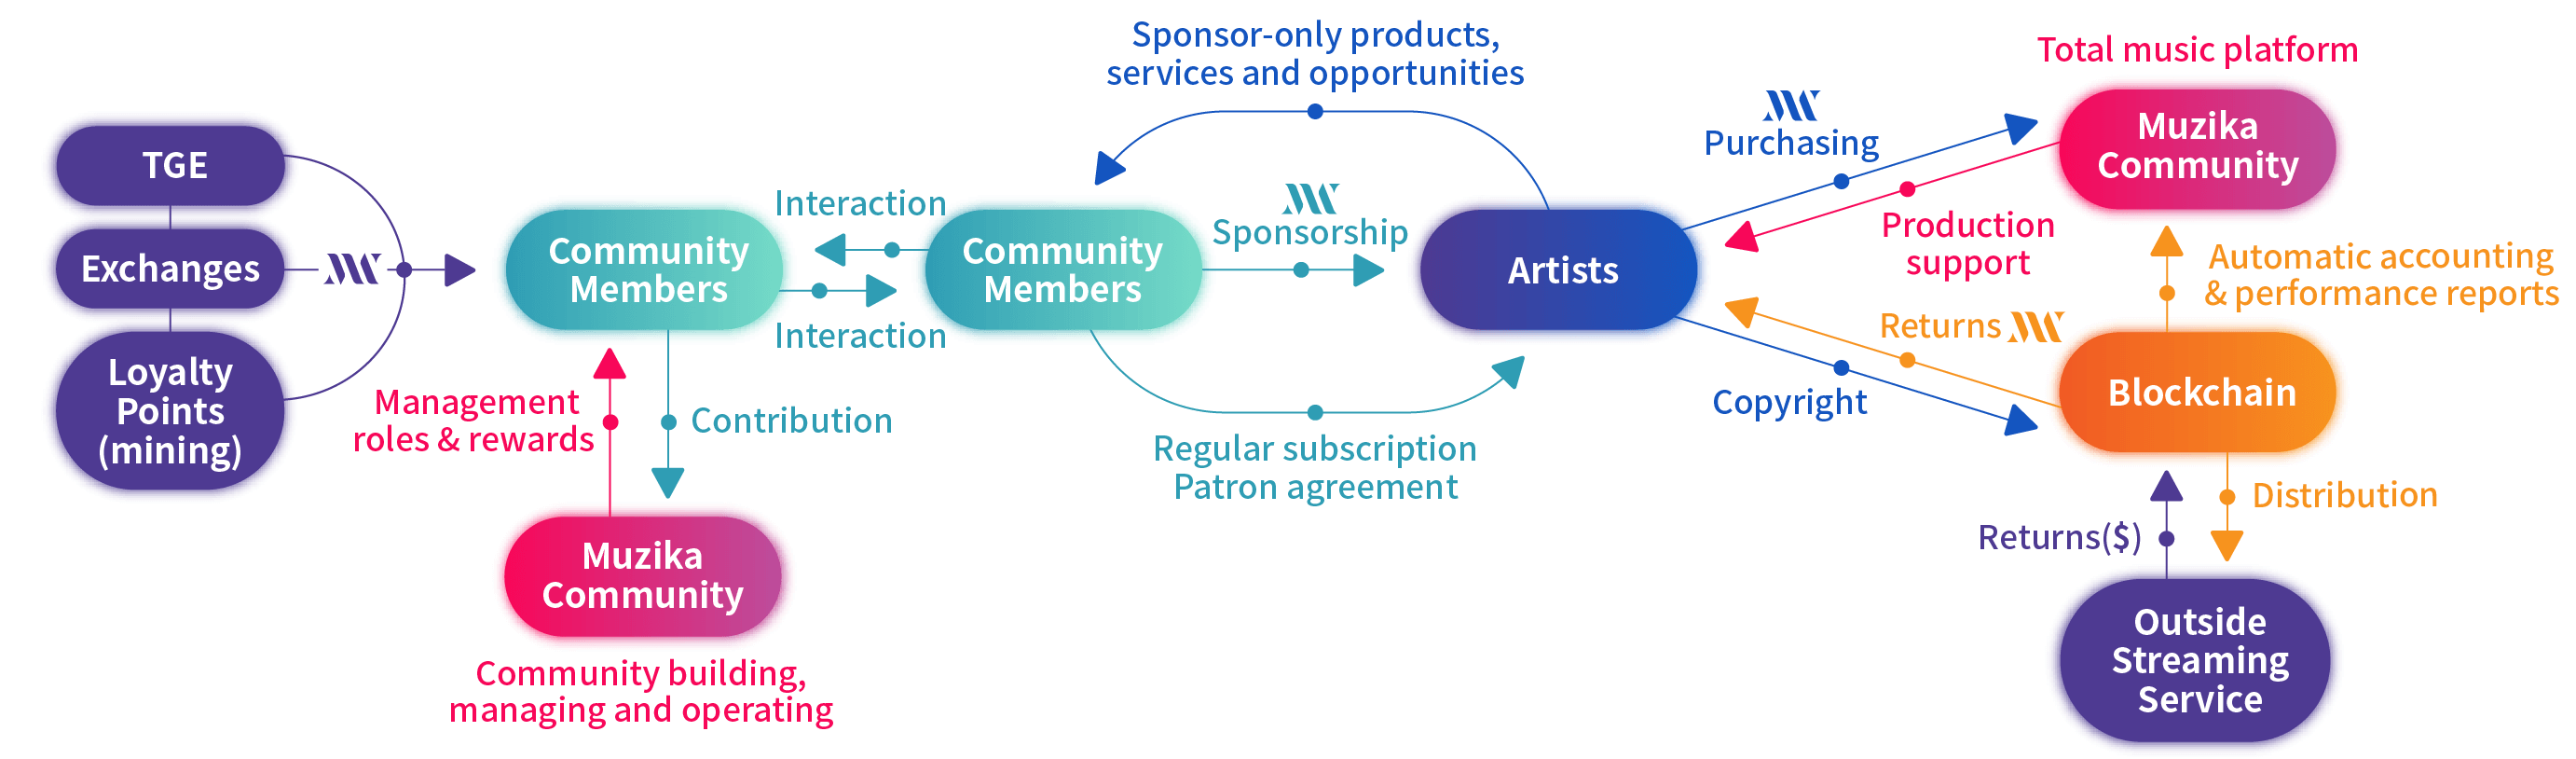 Sponsor-only products,
services and opportunities
Total music platform
TGE
Exchanges
Loyalty
Points
(mining)
Community
Members
Interaction
Interaction
Community
Members
Sponsorship
Artists
Purchasing
Production
support
Muzika
Community
Automatic accounting
& performance reports
Returns
Copyright
Blockchain
Management
roles & rewards
Contribution
Regular subscription
Patron agreement
Distribution
Returns($)
Muzika
Community
Community building,
managing and operating
Outside
Streaming
Service